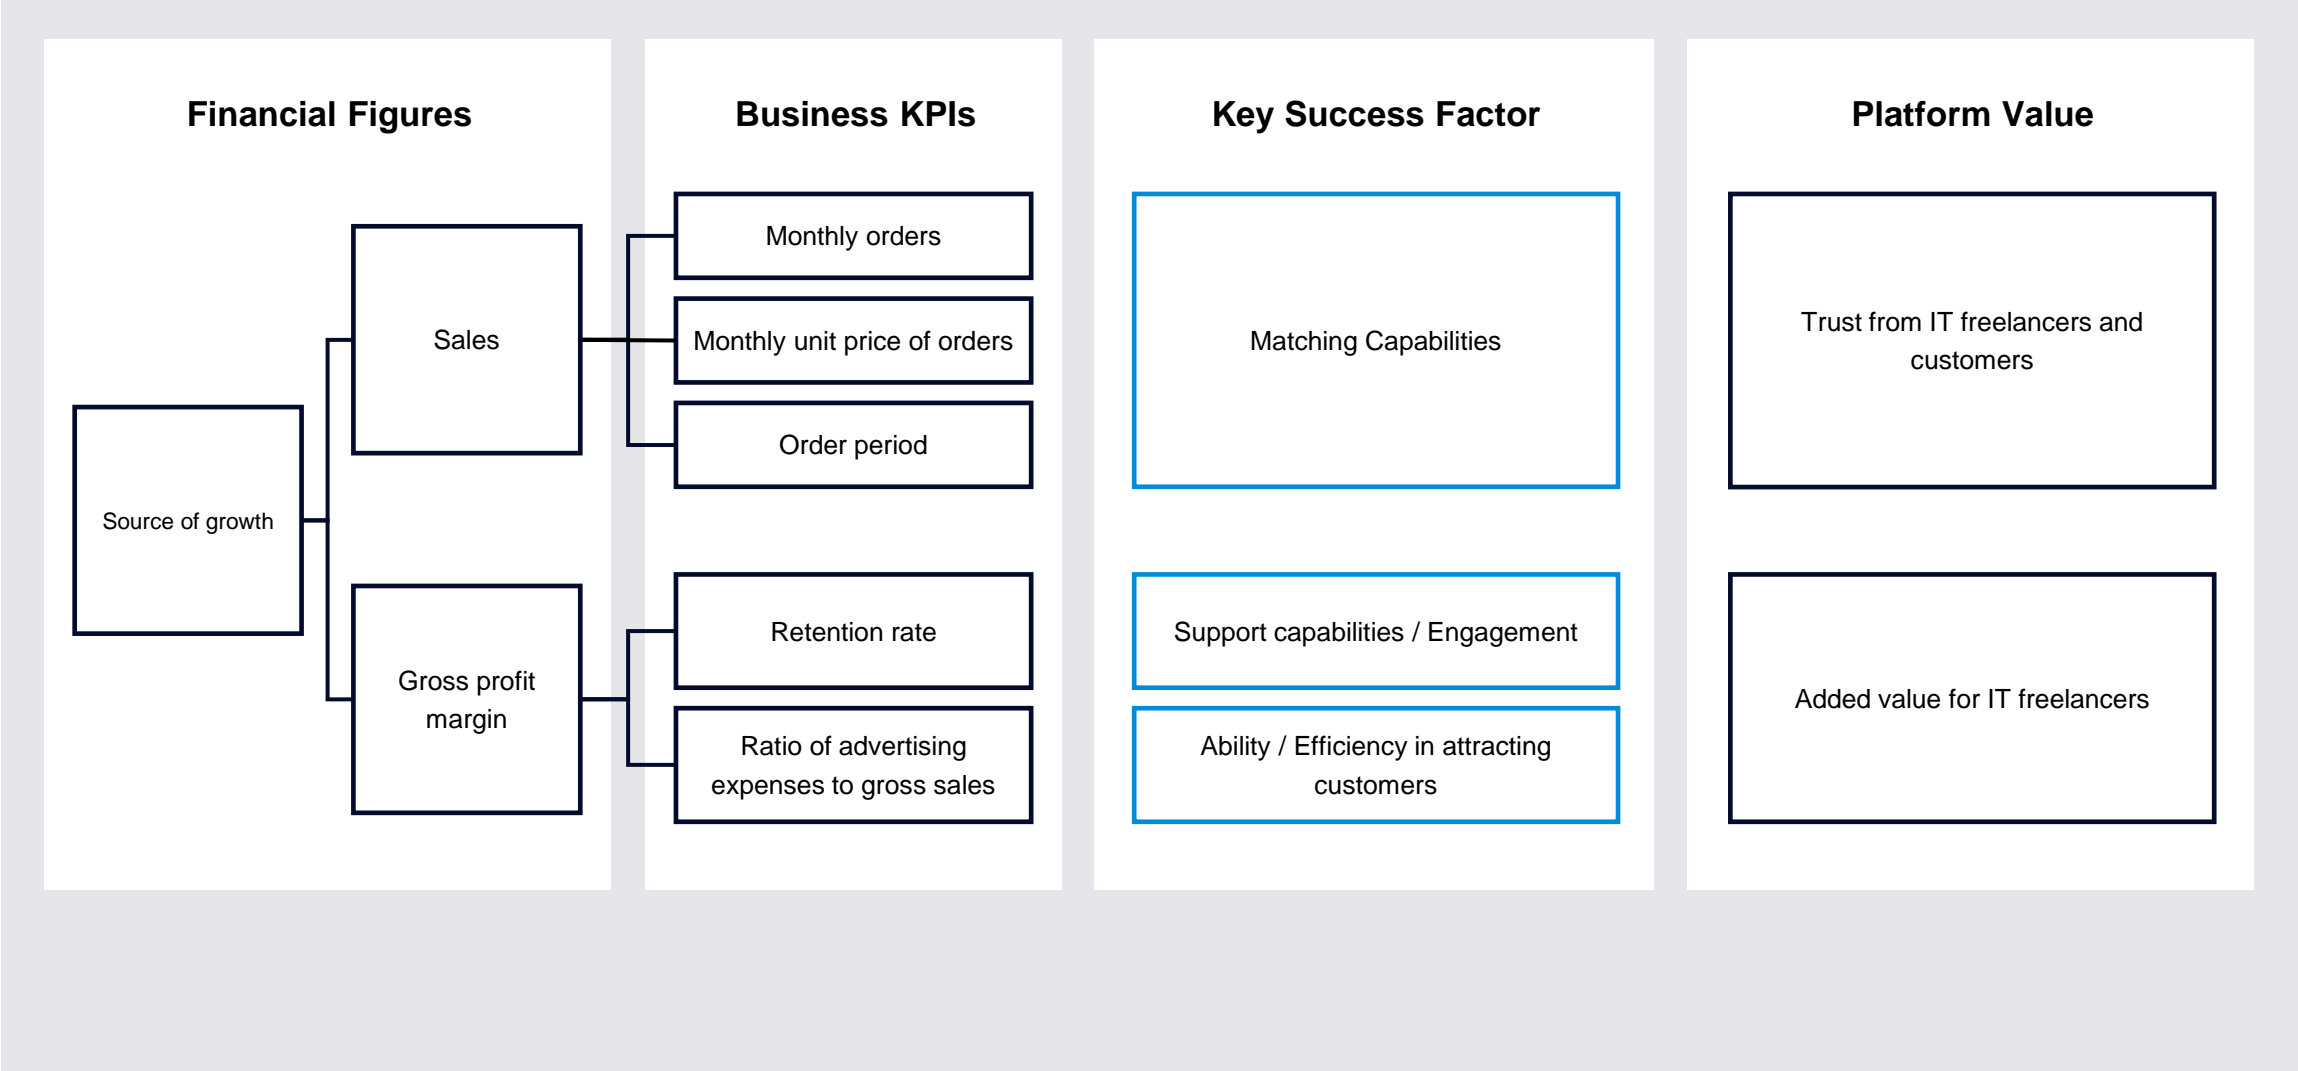 Financial Figures
Business KPIs
Key Success Factor
Platform Value
Source of growth
Sales
Gross profit
margin
Monthly orders
Monthly unit price of orders
Order period
Retention rate
Ratio of advertising
expenses to gross sales
Matching Capabilities
Support capabilities / Engagement
Ability / Efficiency in attracting
customers
Trust from IT freelancers and
customers
Added value for IT freelancers